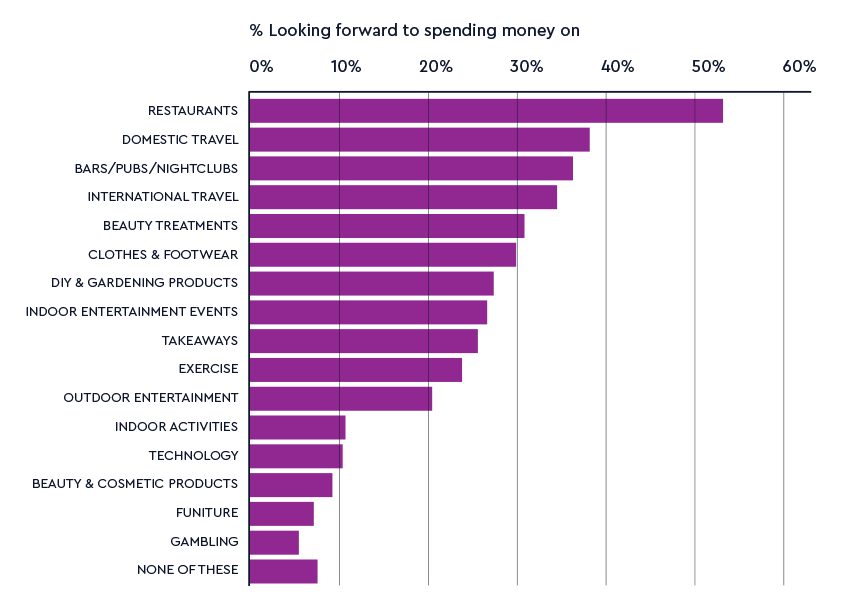 % Looking forward to spending money on
0% 10% 20% 30% 40% 50% 60%
RESTAURANTS
DOMESTIC TRAVEL
BARS/PUBS/NIGHTCLUBS
INTERNATIONAL TRAVEL
BEAUTY TREATMENTS
CLOTHES & FOOTWEAR
DIY & GARDENING PRODUCTS
INDOOR ENTERTAINMENT EVENTS
TAKEAWAYS
EXERCISE
OUTDOOR ENTERTAINMENT
INDOOR ACTIVITIES
TECHNOLOGY
BEAUTY & COSMETIC PRODUCTS
FUNITURE
GAMBLING
NONE OF THESE